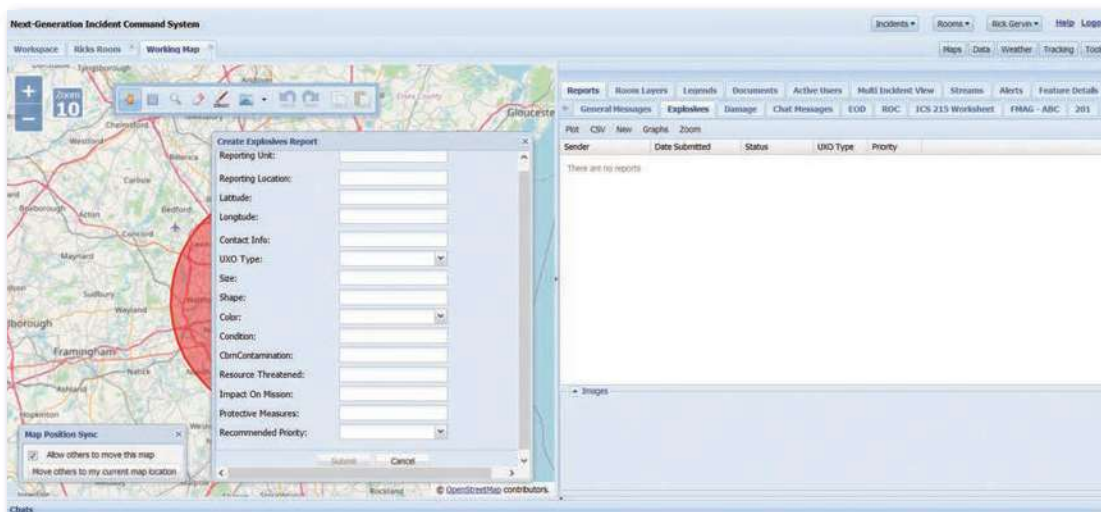 Next-Generation Incident Command System
Incidents Rooms Rick Gervin Help Logo
Workspace Ricks Room Working Map
Maps Data Weather Tracking Tool
Zoom
10
Gloucester
Chelmsford
Westford
Billerica
Carlisle
Boxborough
Acton
Bedford
Concord
Maynard
Sudbury
Wayland
lborough
Framingham
Natick
Ashland
Hopkinton
Rockland
Create Explosives Report
Reporting Unit:
Reporting Location:
Latitude:
Longitude:
Contact Info:
UXO Type:
Size:
Shape:
Color:
Condition:
CbrnContamination:
Resource Threatened:
Impact On Mission:
Protective Measures:
Recommended Priority:
Submit Cancel
Map Position Sync
Allow others to move this map
Move others to my current map location
© OpenStreetMap contributors.
Chats
Reports Room Layers Legends Documents Active Users Multi Incident View Streams Alerts Feature Details
General Messages Explosives Damage Chat Messages EOD ROC ICS 215 Worksheet FMAG - ABC 201
Plot CSV New Graphs Zoom
Sender Date Submitted Status UXO Type Priority
There are no reports
Images